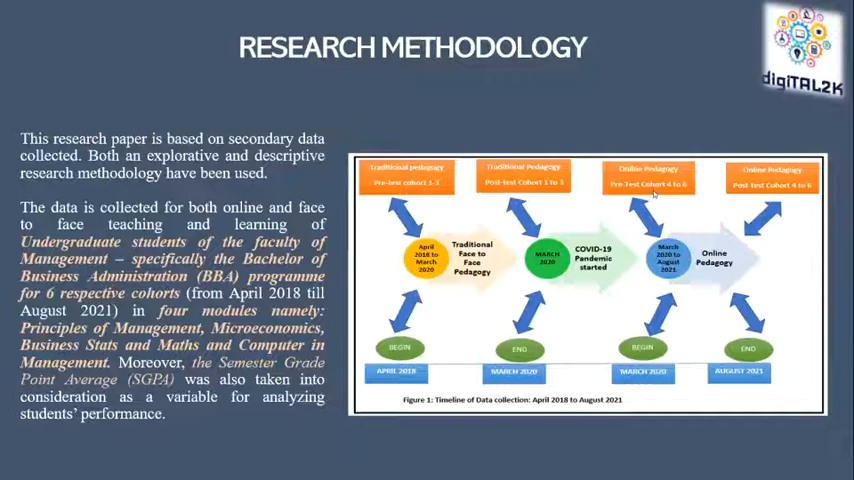 RESEARCH METHODOLOGY
digiTAL2K
This research paper is based on secondary data
collected. Both an explorative and descriptive
research methodology have been used.
The data is collected for both online and face
to face teaching and learning of
Undergraduate students of the faculty of
Management – specifically the Bachelor of
Business Administration (BBA) programme
for 6 respective cohorts (from April 2018 till
August 2021) in four modules namely:
Principles of Management, Microeconomics,
Business Stats and Maths and Computer in
Management. Moreover, the Semester Grade
Point Average (SGPA) was also taken into
consideration as a variable for analyzing
students' performance.
Traditional pedagogy
Pre-test cohort 1-3
Traditional Pedagogy
Post-test Cohort 1 to 3
Online Pedagogy
Pre-Test Cohort 4 to 6
Online Pedagogy
Post-Test Cohort 4 to 6
April
2018 to
March
2020
Traditional
Face to
Face
Pedagogy
MARCH
2020
COVID-19
Pandemic
started
March
2020 to
August
2021
Online
Pedagogy
BEGIN
END
BEGIN
END
APRIL 2018
MARCH 2020
MARCH 2020
AUGUST 2021
Figure 1: Timeline of Data collection: April 2018 to August 2021